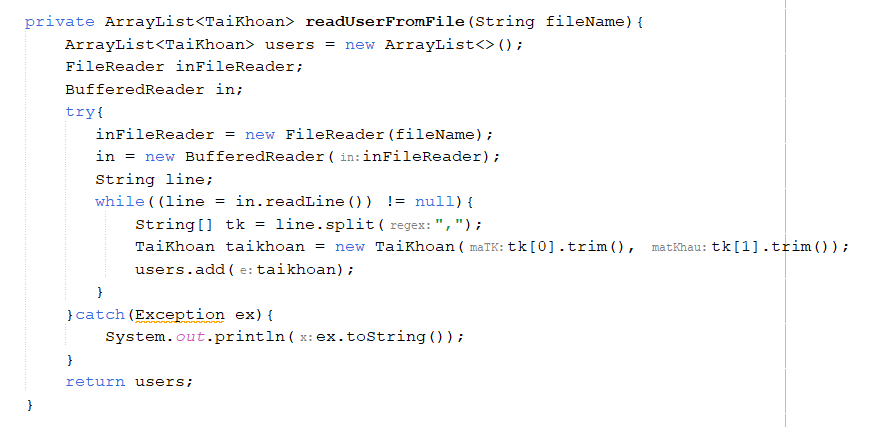 private ArrayList<TaiKhoan> readUserFromFile(String fileName){
    ArrayList<TaiKhoan> users = new ArrayList<>();
    FileReader inFileReader;
    BufferedReader in;
    try{
       inFileReader = new FileReader(fileName);
       in = new BufferedReader( in: inFileReader);
       String line;
       while((line = in.readLine()) != null){
           String[] tk = line.split( regex: ",");
           TaiKhoan taikhoan = new TaiKhoan( maTK: tk[0].trim(), matKhau: tk[1].trim());
           users.add( e: taikhoan);
       }
    }catch(Exception ex){
        System.out.println( x: ex.toString());
    }
    return users;
}